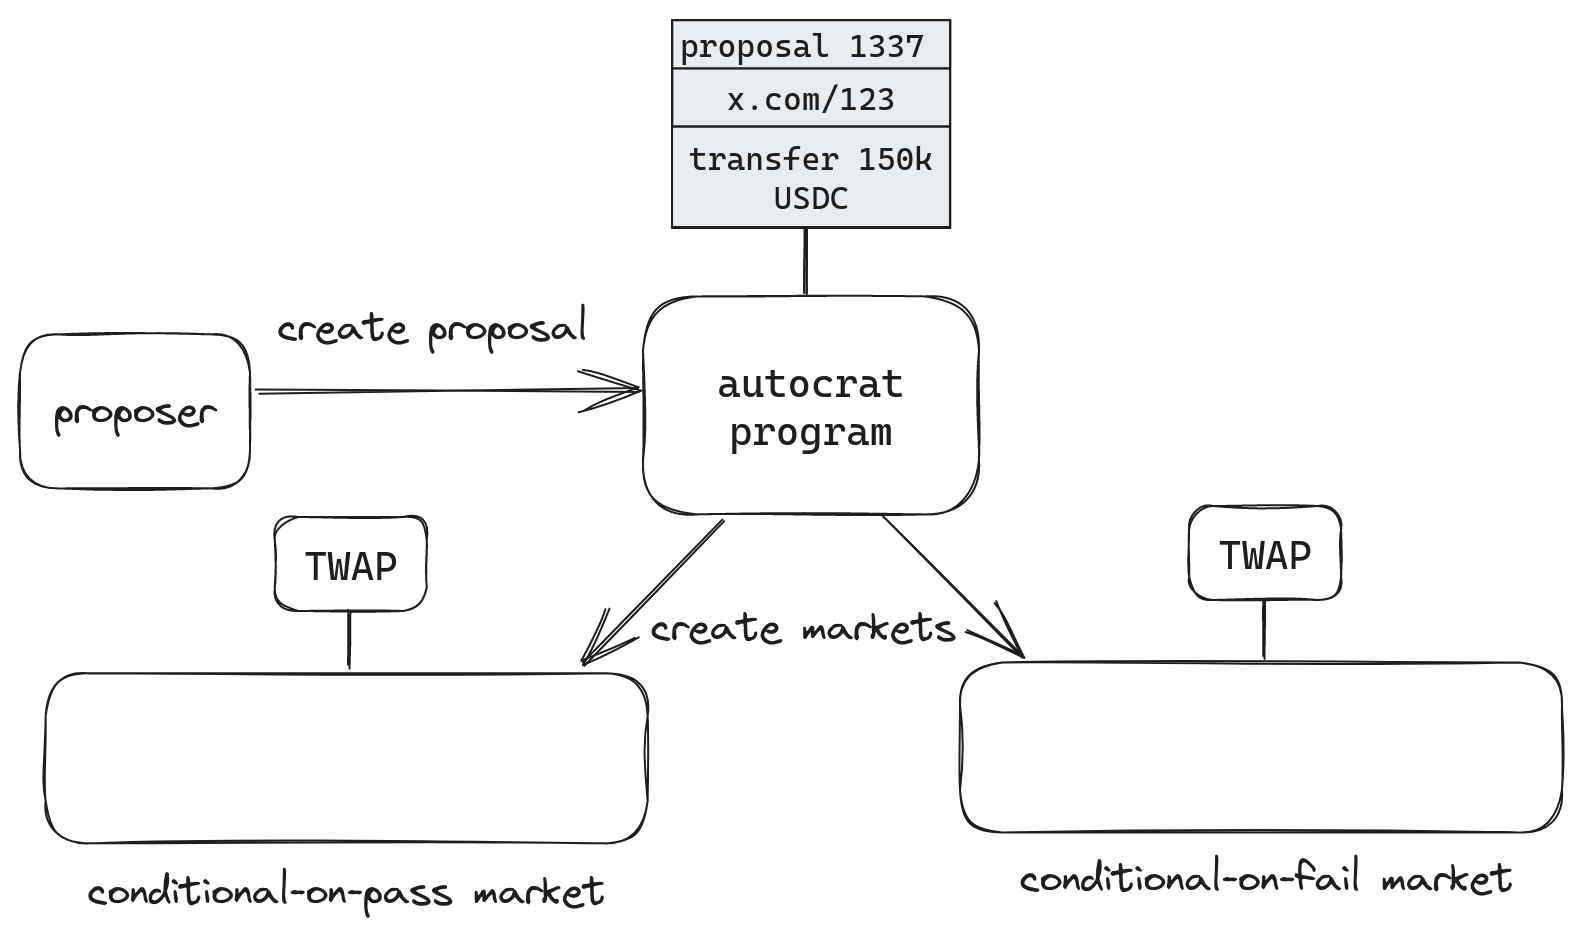 proposal 1337
x.com/123
transfer 150k
USDC
create proposal
proposer
autocrat
program
TWAP
TWAP
create markets
conditional-on-pass market
conditional-on-fail market